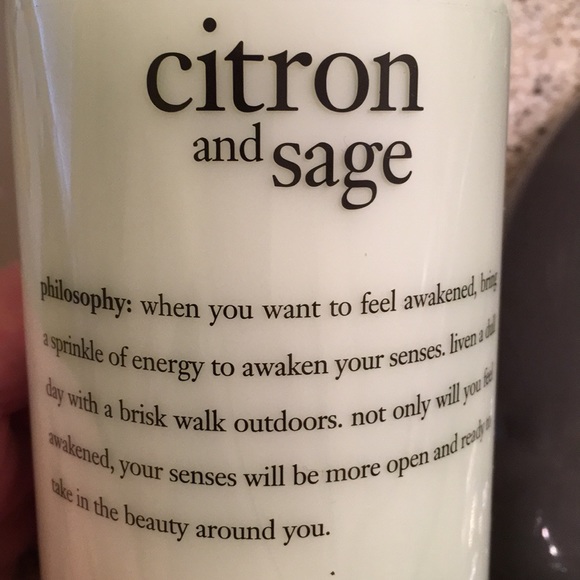 citron
and sage
philosophy: when you want to feel awakened, bring
a sprinkle of energy to awaken your senses. liven a dull
day with a brisk walk outdoors. not only will you feel
awakened, your senses will be more open and ready to
take in the beauty around you.